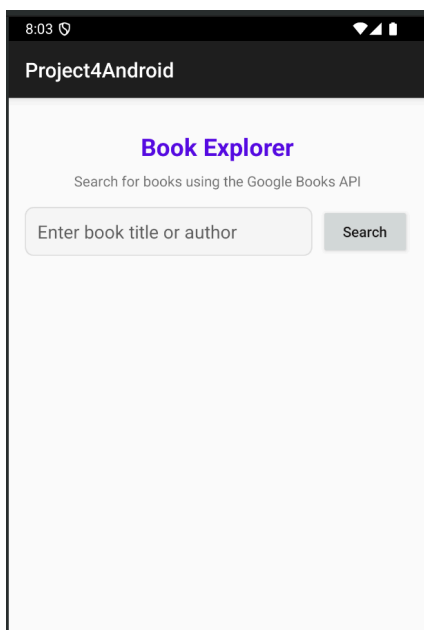 8:03
Project4Android
Book Explorer
Search for books using the Google Books API
Enter book title or author
Search